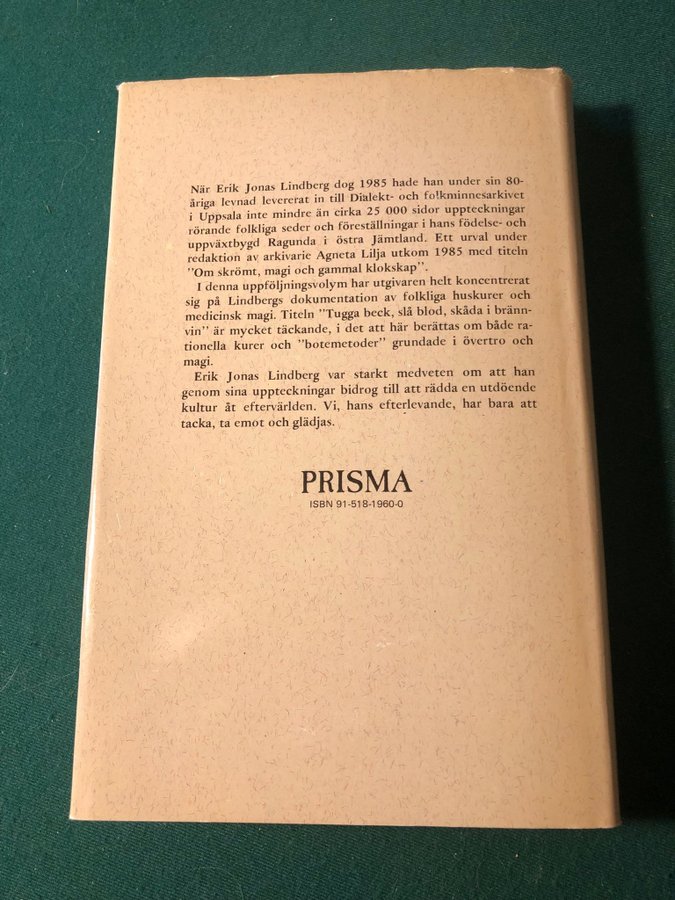 När Erik Jonas Lindberg dog 1985 hade han under sin 80-
åriga levnad levererat in till Dialekt- och folkminnesarkivet
i Uppsala inte mindre än cirka 25 000 sidor uppteckningar
rörande folkliga seder och föreställningar i hans födelse- och
uppväxtbygd Ragunda i östra Jämtland. Ett urval under
redaktion av arkivarie Agneta Lilja utkom 1985 med titeln
"Om skrömt, magi och gammal klokskap".
I denna uppföljningsvolym har utgivaren helt koncentrerat
sig på Lindbergs dokumentation av folkliga huskurer och
medicinsk magi. Titeln "Tugga beck, slå blod, skåda i bränn-
vin" är mycket täckande, i det att här berättas om både ra-
tionella kurer och "botemetoder" grundade i övertro och
magi.
Erik Jonas Lindberg var starkt medveten om att han
genom sina uppteckningar bidrog till att rädda en utdöende
kultur åt eftervärlden. Vi, hans efterlevande, har bara att
tacka, ta emot och glädjas.
PRISMA
ISBN 91-518-1960-0